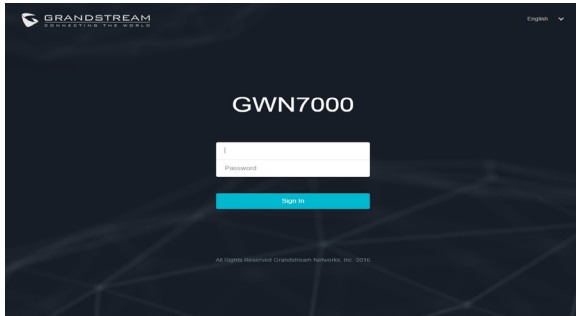 GRANDSTREAM
CONNECTING THE WORLD
English
GWN7000
Password
Sign In
All Rights Reserved Grandstream Networks, Inc. 2016